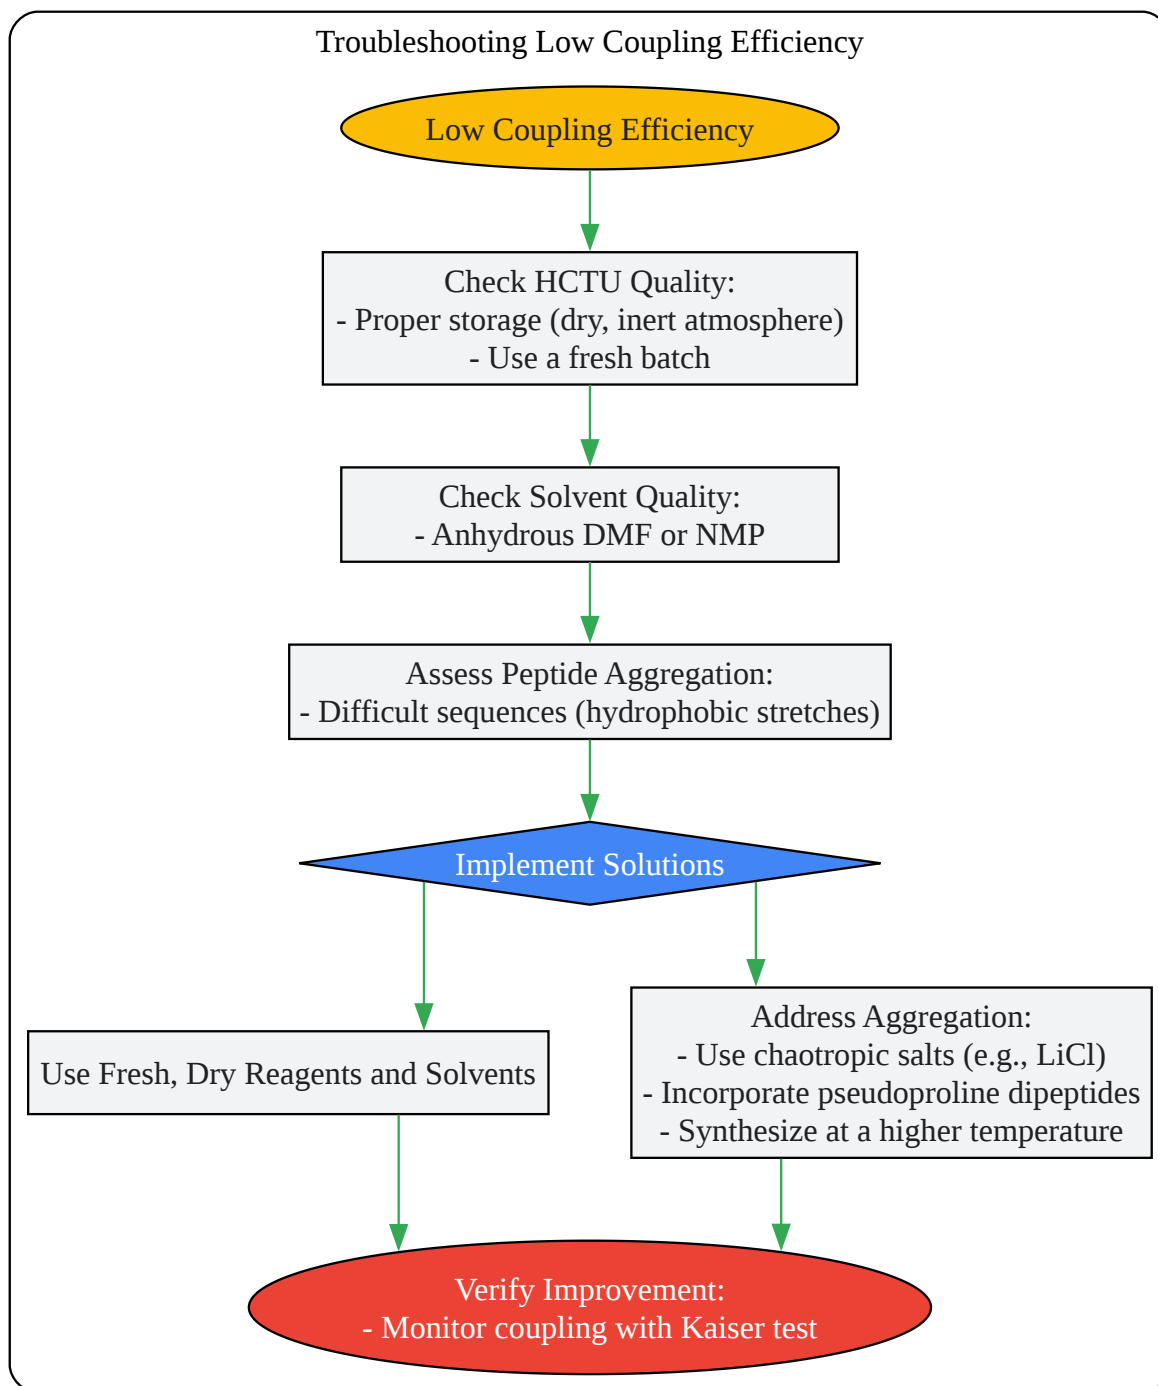 Troubleshooting Low Coupling Efficiency
Low Coupling Efficiency
Check HCTU Quality:
- Proper storage (dry, inert atmosphere)
- Use a fresh batch
Check Solvent Quality:
- Anhydrous DMF or NMP
Assess Peptide Aggregation:
- Difficult sequences (hydrophobic stretches)
Implement Solutions
Use Fresh, Dry Reagents and Solvents
Address Aggregation:
- Use chaotropic salts (e.g., LiCl)
- Incorporate pseudoproline dipeptides
- Synthesize at a higher temperature
Verify Improvement:
- Monitor coupling with Kaiser test